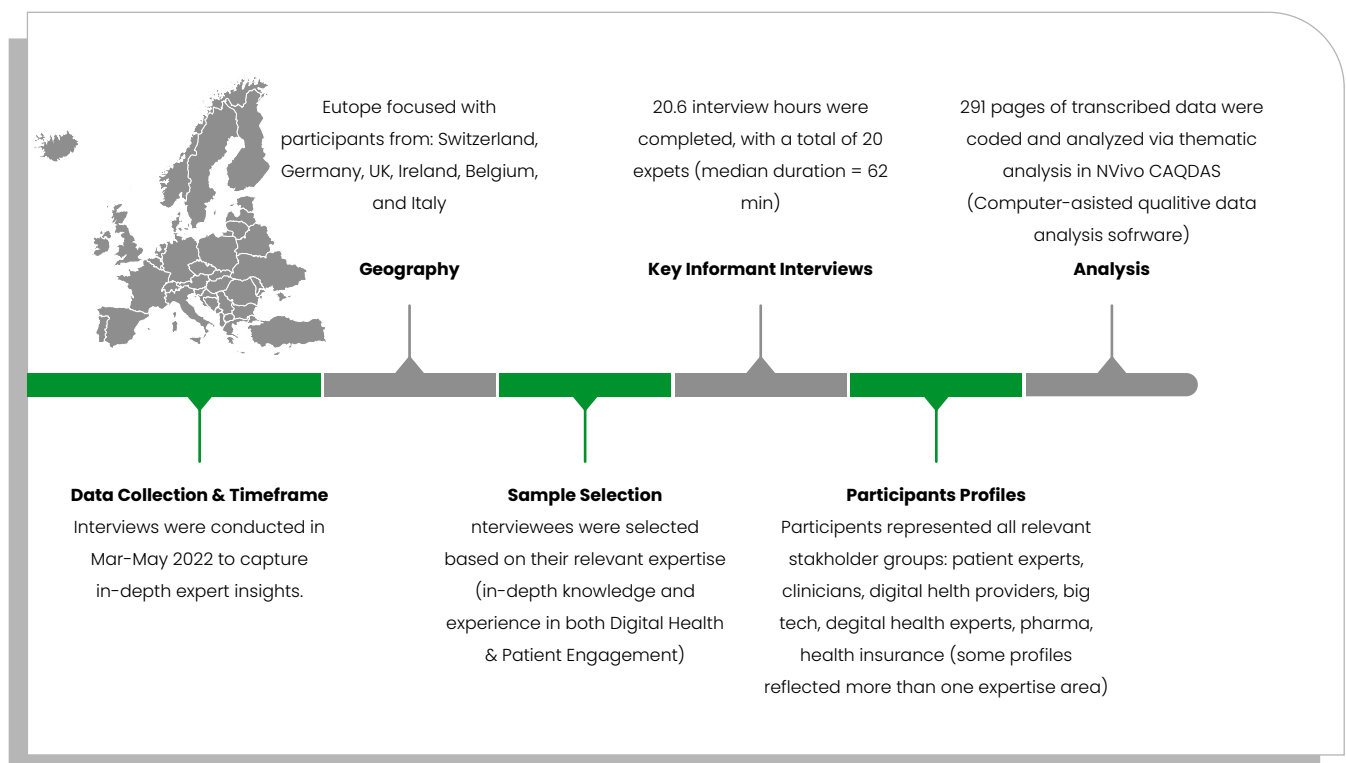 Eutope focused with
participants from: Switzerland,
Germany, UK, Ireland, Belgium,
and Italy
Geography
20.6 interview hours were
completed, with a total of 20
expets (median duration = 62
min)
Key Informant Interviews
291 pages of transcribed data were
coded and analyzed via thematic
analysis in NVivo CAQDAS
(Computer-asisted qualitive data
analysis sofrware)
Analysis
Data Collection & Timeframe
Interviews were conducted in
Mar-May 2022 to capture
in-depth expert insights.
Sample Selection
nterviewees were selected
based on their relevant expertise
(in-depth knowledge and
experience in both Digital Health
& Patient Engagement)
Participants Profiles
Participents represented all relevant
stakholder groups: patient experts,
clinicians, digital helth providers, big
tech, degital health experts, pharma,
health insurance (some profiles
reflected more than one expertise area)